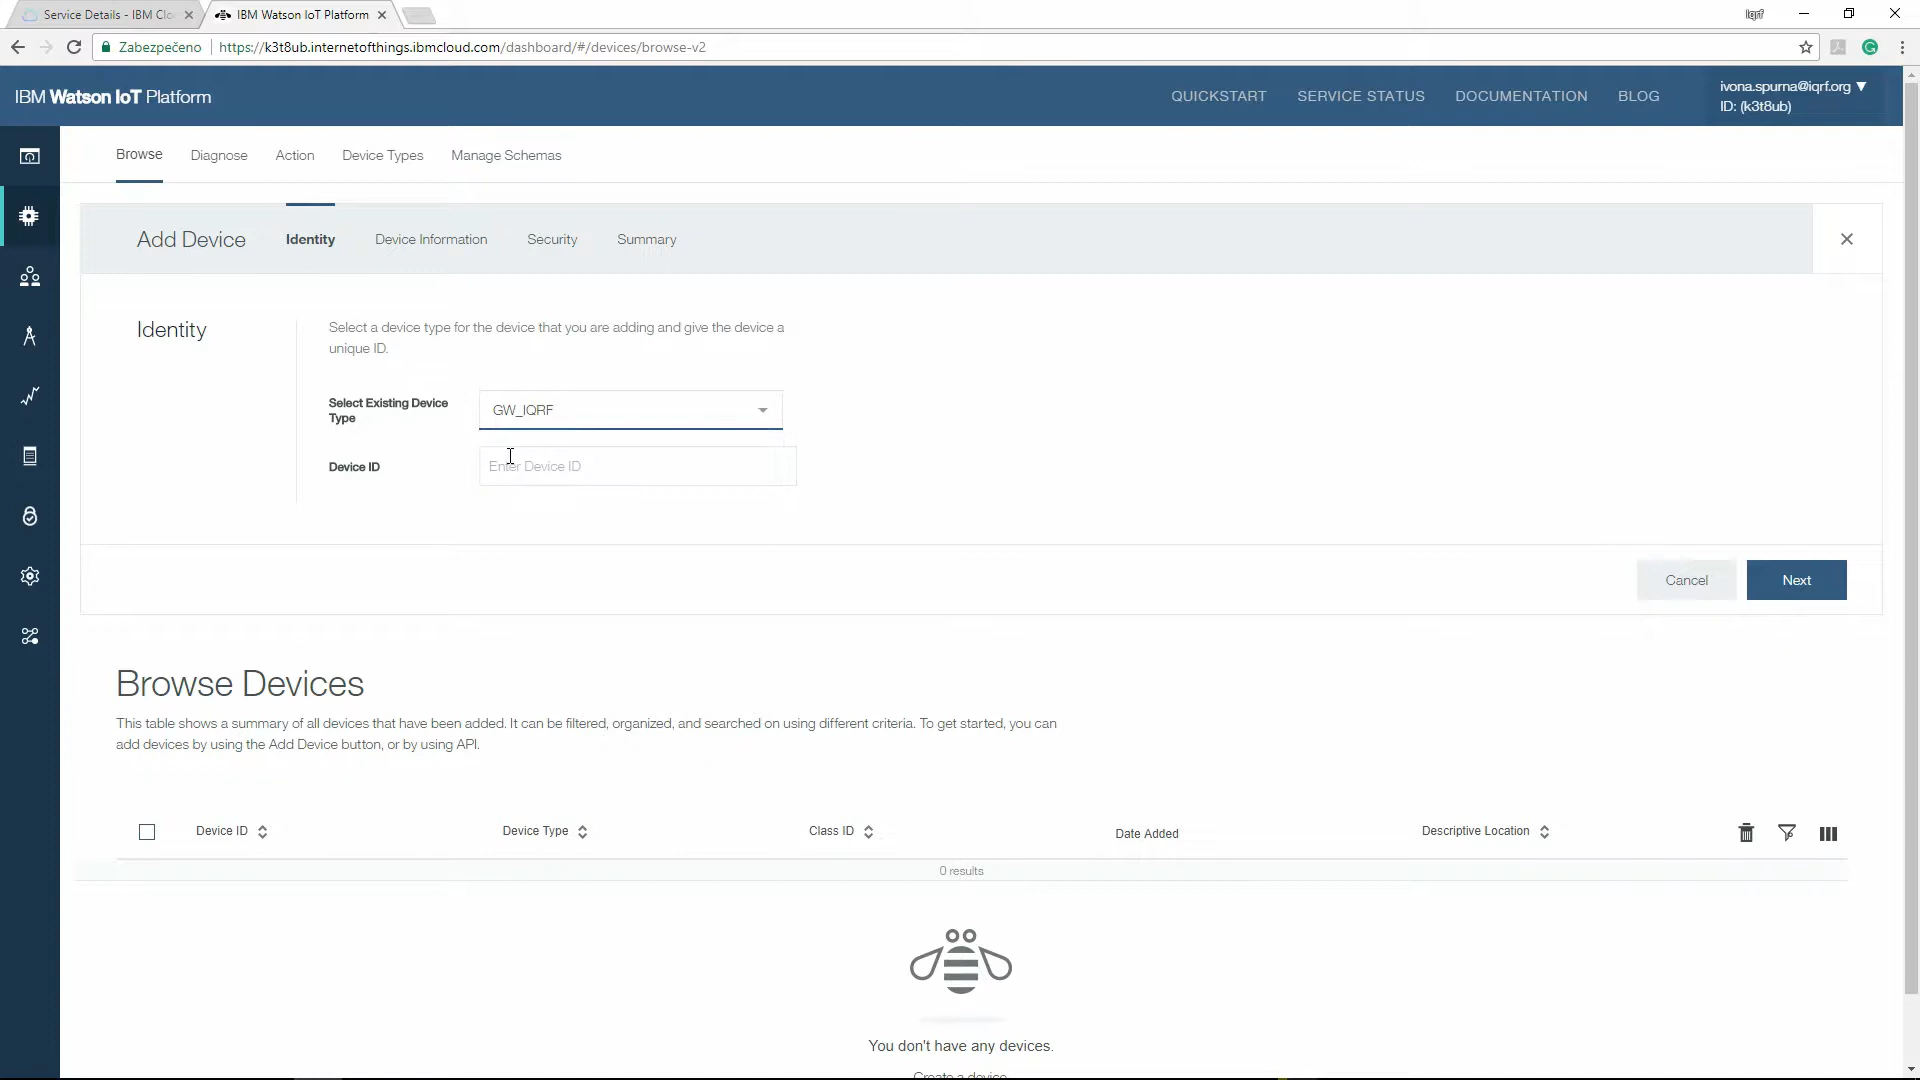 Service Details - IBM Clo
IBM Watson IoT Platform
Iqrf
Zabezpečeno
https://k3t8ub.internetofthings.ibmcloud.com/dashboard/#/devices/browse-v2
IBM Watson IoT Platform
QUICKSTART
SERVICE STATUS
DOCUMENTATION
BLOG
ivona.spurna@iqrf.org
ID: (k3t8ub)
Browse
Diagnose
Action
Device Types
Manage Schemas
Add Device
Identity
Device Information
Security
Summary
Identity
Select a device type for the device that you are adding and give the device a
unique ID.
Select Existing Device
Type
GW_IQRF
Device ID
Enter Device ID
Cancel
Next
Browse Devices
This table shows a summary of all devices that have been added. It can be filtered, organized, and searched on using different criteria. To get started, you can
add devices by using the Add Device button, or by using API.
Device ID
Device Type
Class ID
Date Added
Descriptive Location
0 results
You don't have any devices.
Create a device